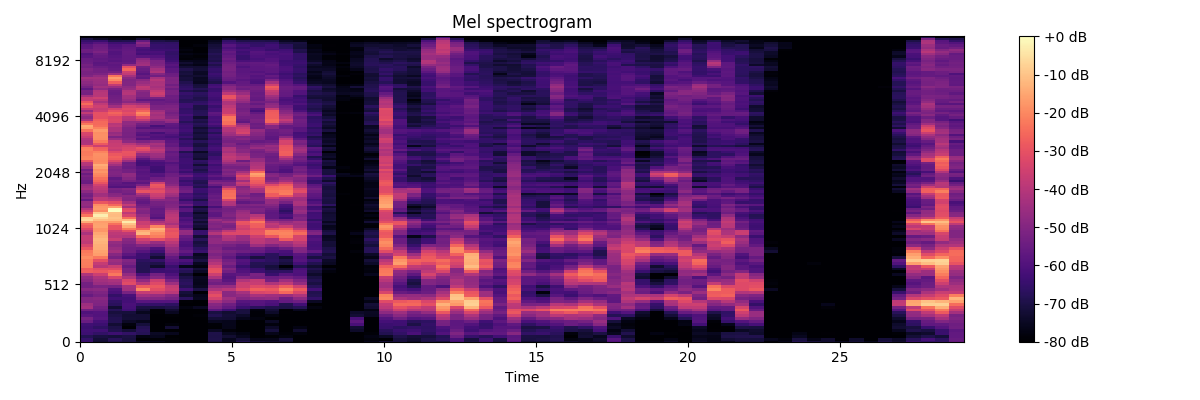 Mel spectrogram
Hz
8192
4096
2048
1024
512
0
0 5 10 15 20 25
Time
+0 dB
-10 dB
-20 dB
-30 dB
-40 dB
-50 dB
-60 dB
-70 dB
-80 dB